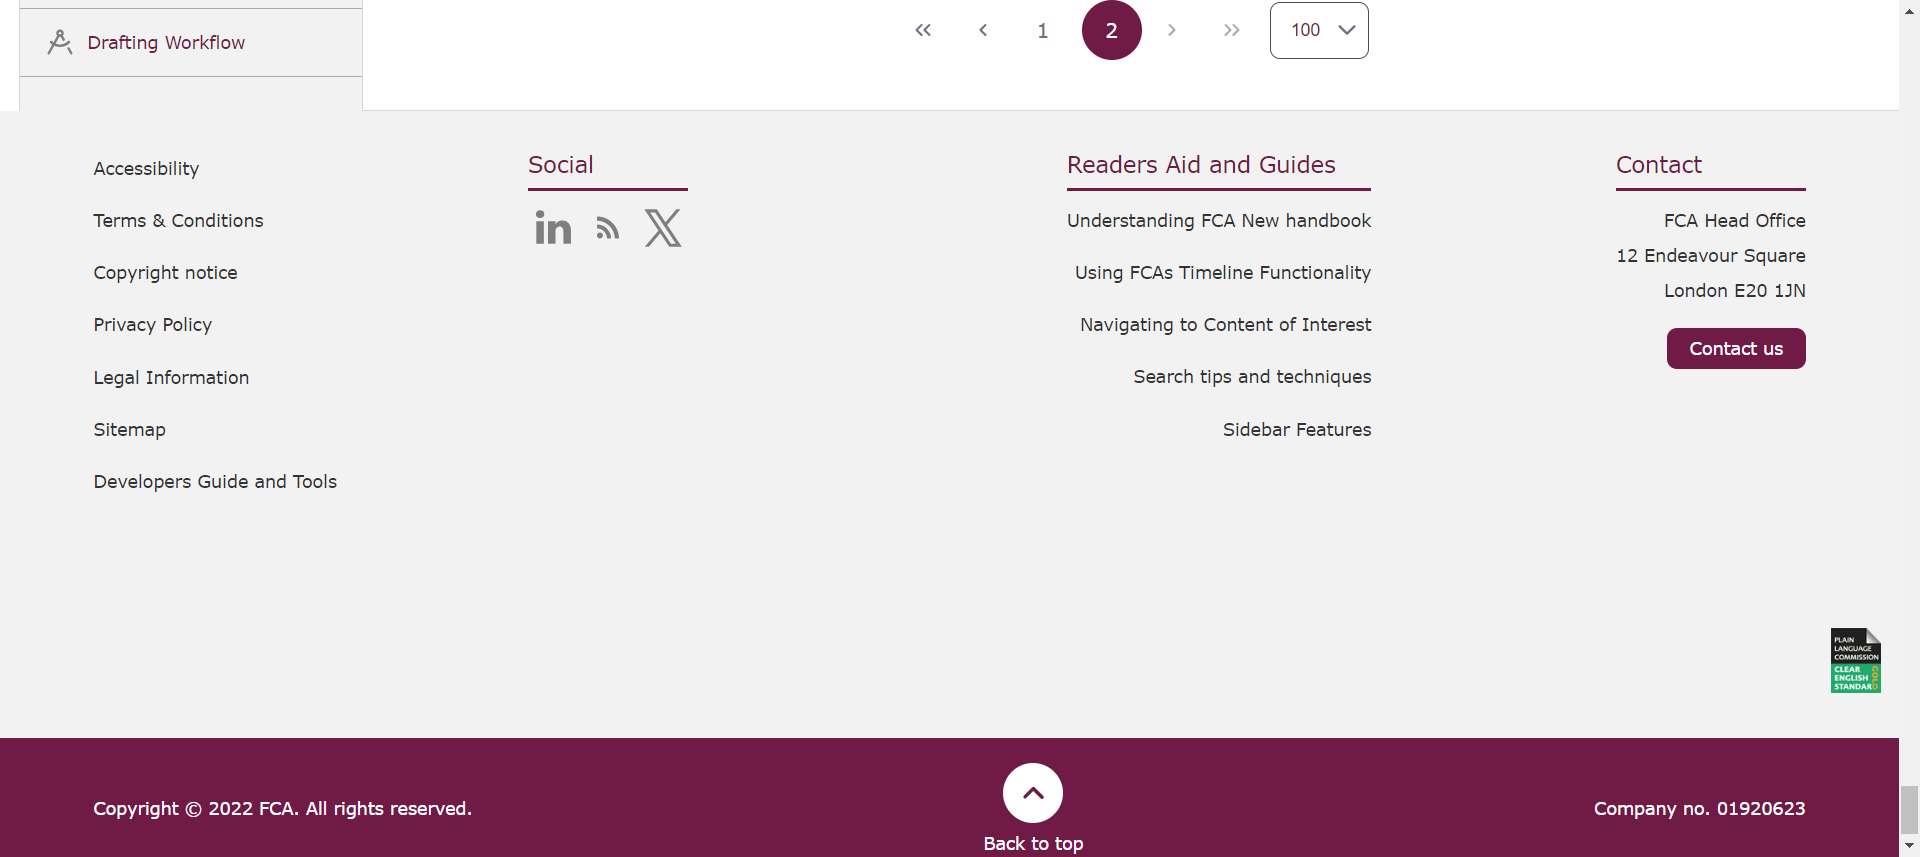 Drafting Workflow
1
2
100
Accessibility
Terms & Conditions
Copyright notice
Privacy Policy
Legal Information
Sitemap
Developers Guide and Tools
Social
Readers Aid and Guides
Understanding FCA New handbook
Using FCAs Timeline Functionality
Navigating to Content of Interest
Search tips and techniques
Sidebar Features
Contact
FCA Head Office
12 Endeavour Square
London E20 1JN
Contact us
PLAIN
LANGUAGE
COMMISSION
CLEAR
ENGLISH
STANDARD
GOLD
Copyright © 2022 FCA. All rights reserved.
Back to top
Company no. 01920623